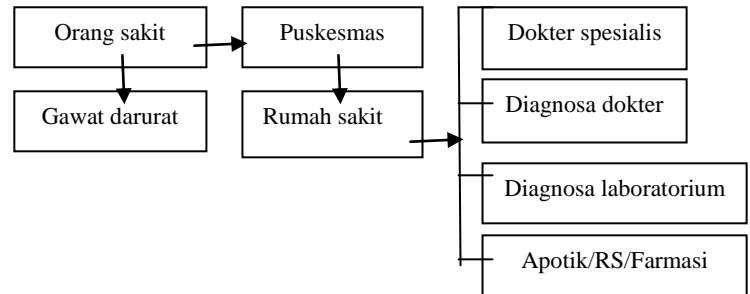 Orang sakit
Puskesmas
Dokter spesialis
Gawat darurat
Rumah sakit
Diagnosa dokter
Diagnosa laboratorium
Apotik/RS/Farmasi